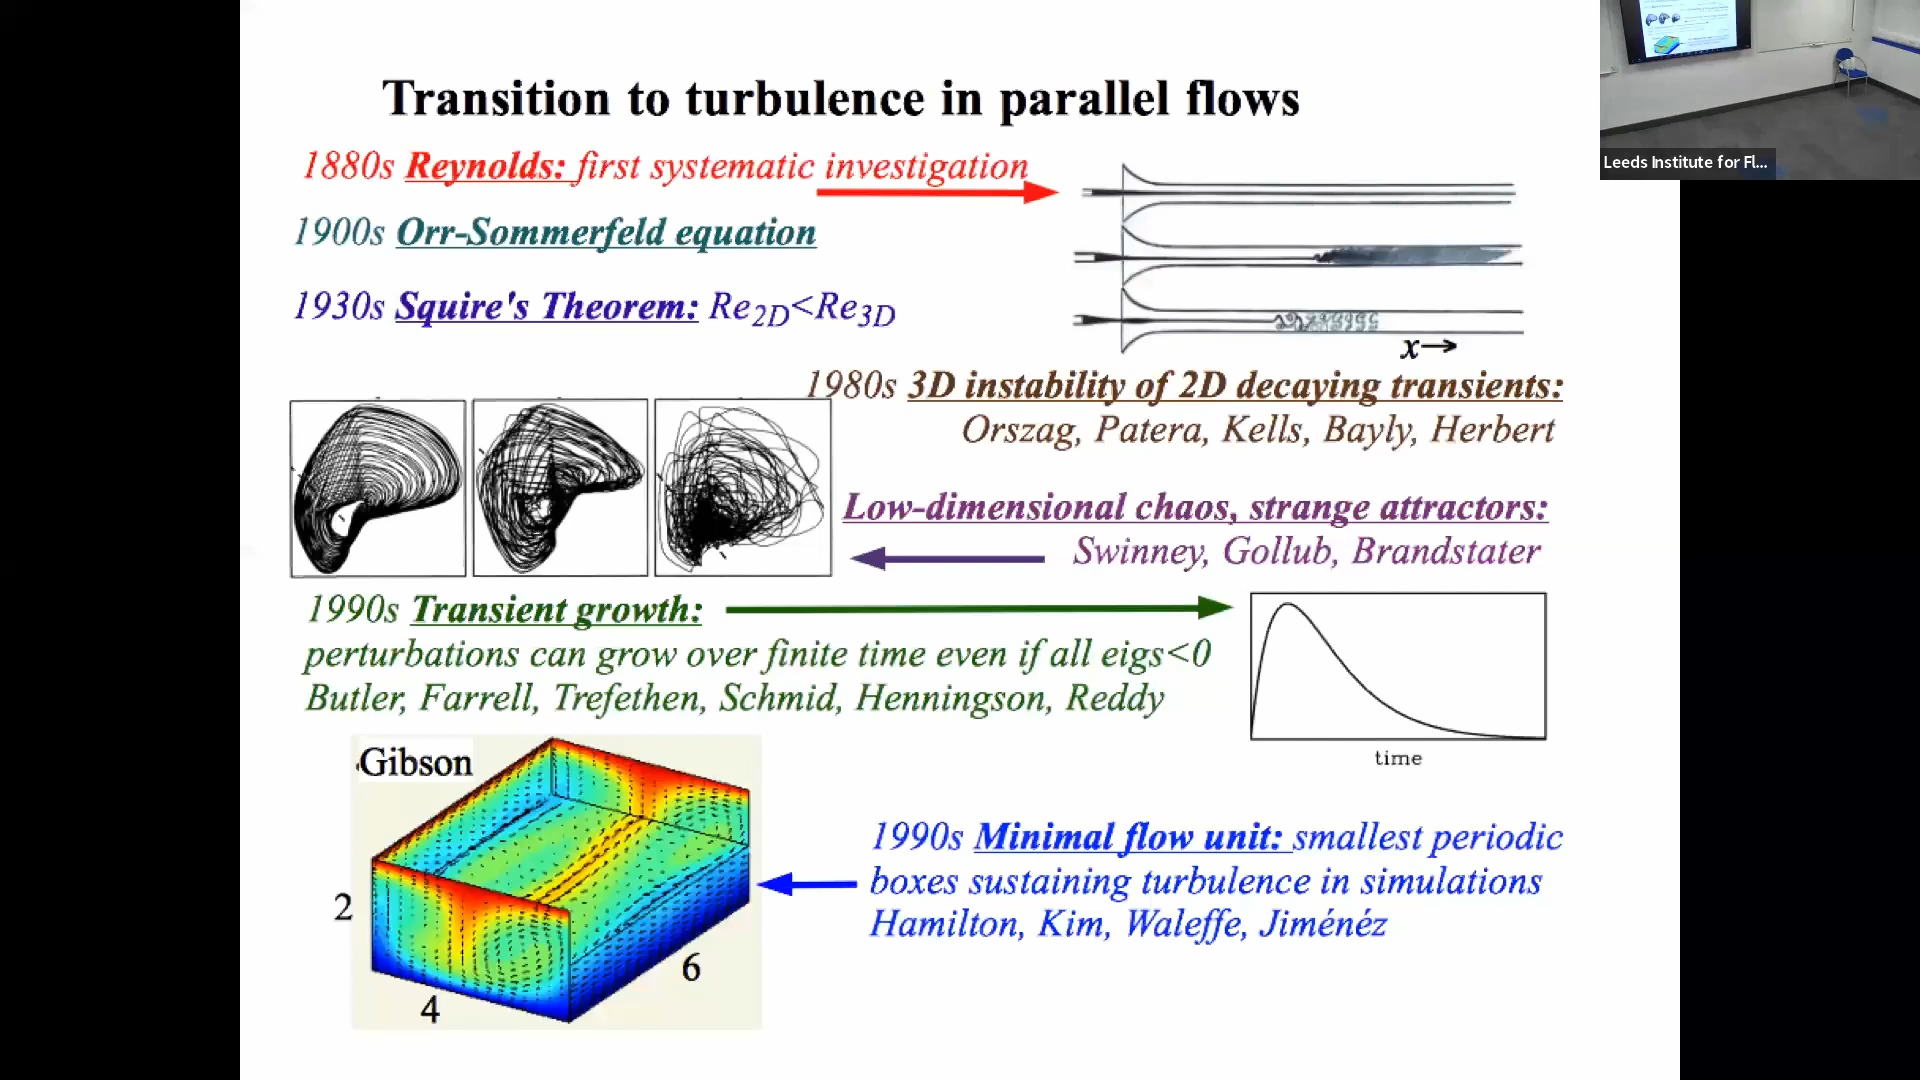 Transition to turbulence in parallel flows
1880s Reynolds: first systematic investigation
1900s Orr-Sommerfeld equation
1930s Squire's Theorem: Re2D<Re3D
x→
1980s 3D instability of 2D decaying transients:
Orszag, Patera, Kells, Bayly, Herbert
Low-dimensional chaos, strange attractors:
Swinney, Gollub, Brandstater
1990s Transient growth:
perturbations can grow over finite time even if all eigs<0
Butler, Farrell, Trefethen, Schmid, Henningson, Reddy
time
Gibson
2
4
6
1990s Minimal flow unit: smallest periodic
boxes sustaining turbulence in simulations
Hamilton, Kim, Waleffe, Jiménéz
Leeds Institute for Fl...